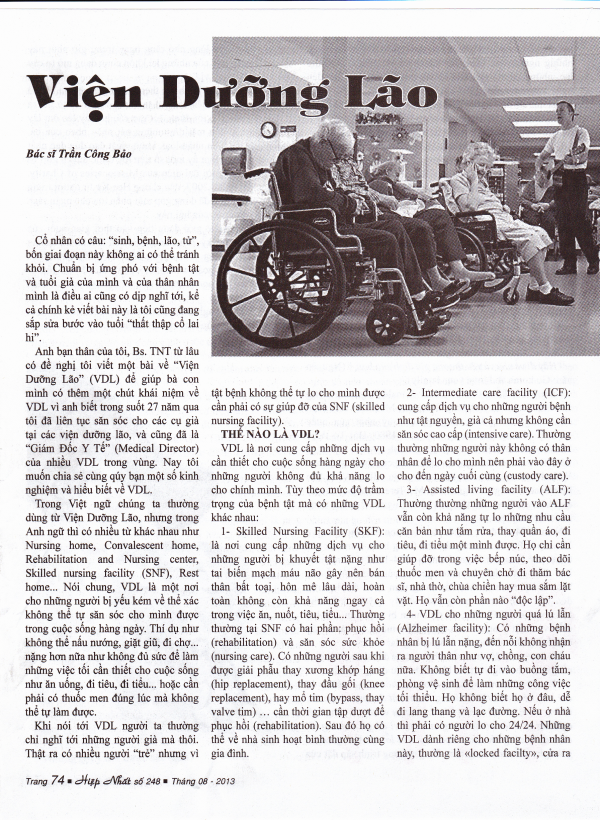 Viện Dưỡng Lão
Bác sĩ Trần Công Bảo
Cổ nhân có câu: “sinh, bệnh, lão, tử”,
bốn giai đoạn này không ai có thể tránh
khỏi. Chuẩn bị ứng phó với bệnh tật
và tuổi già của mình và của thân nhân
mình là điều ai cũng có dịp nghĩ tới, kể
cả chính kẻ viết bài này là tôi cũng đang
sắp sửa bước vào tuổi “thất thập cổ lai
hi”.
Anh bạn thân của tôi, Bs. TNT từ lâu
có đề nghị tôi viết một bài về “Viện
Dưỡng Lão” (VDL) để giúp bà con
mình có thêm một chút khái niệm về
VDL vì anh biết trong suốt 27 năm qua
tôi đã liên tục săn sóc cho các cụ già
tại các viện dưỡng lão, và cũng đã là
“Giám Đốc Y Tế” (Medical Director)
của nhiều VDL trong vùng. Nay tôi
muốn chia sẻ cùng qúy bạn một số kinh
nghiệm và hiểu biết về VDL.
Trong Việt ngữ chúng ta thường
dùng từ Viện Dưỡng Lão, nhưng trong
Anh ngữ thì có nhiều từ khác nhau như
Nursing home, Convalescent home,
Rehabilitation and Nursing center,
Skilled nursing facility (SNF), Rest
home... Nói chung, VDL là một nơi
cho những người bị yếu kém về thể xác
không thể tự săn sóc cho mình được
trong cuộc sống hàng ngày. Thí dụ như
không thể nấu nướng, giặt giũ, đi chợ...
nặng hơn nữa như không đủ sức để làm
những việc tối cần thiết cho cuộc sống
như ăn uống, đi tiêu, đi tiểu... hoặc cần
phải có thuốc men đúng lúc mà không
thể tự làm được.
Khi nói tới VDL người ta thường
chỉ nghĩ tới những người già mà thôi.
Thật ra có nhiều người “trẻ” nhưng vì
tật bệnh không thể tự lo cho mình được
cần phải có sự giúp đỡ của SNF (skilled
nursing facility).
THẾ NÀO LÀ VDL?
VDL là nơi cung cấp những dịch vụ
cần thiết cho cuộc sống hàng ngày cho
những người không đủ khả năng lo
cho chính mình. Tùy theo mức độ trầm
trọng của bệnh tật mà có những VDL
khác nhau:
1- Skilled Nursing Facility (SKF):
là nơi cung cấp những dịch vụ cho
những người bị khuyết tật nặng như
tai biến mạch máu não gây nên bán
thân bất toại, hôn mê lâu dài, hoàn
toàn không còn khả năng ngay cả
trong việc ăn, nuốt, tiêu, tiểu... Thường
thường tại SNF có hai phần: phục hồi
(rehabilitation) và săn sóc sức khỏe
(nursing care). Có những người sau khi
được giải phẫu thay xương khớp háng
(hip replacement), thay đầu gối (knee
replacement), hay mổ tim (bypass, thay
valve tim) … cần thời gian tập dượt để
phục hồi (rehabilitation). Sau đó họ có
thể về nhà sinh hoạt bình thường cùng
gia đình.
2- Intermediate care facility (ICF):
cung cấp dịch vụ cho những người bệnh
như tật nguyền, già cả nhưng không cần
săn sóc cao cấp (intensive care). Thường
thường những người này không có thân
nhân để lo cho mình nên phải vào đây ở
cho đến ngày cuối cùng (custody care).
3- Assisted living facility (ALF):
Thường thường những người vào ALF
vẫn còn khả năng tự lo những nhu cầu
căn bản như tắm rửa, thay quần áo, đi
tiêu, đi tiểu một mình được. Họ chỉ cần
giúp đỡ trong việc bếp núc, theo dõi
thuốc men và chuyên chở đi thăm bác
sĩ, nhà thờ, chùa chiền hay mua sắm lặt
vặt. Họ vẫn còn phần nào “độc lập”.
4- VDL cho những người quá lú lẫn
(Alzheimer facility): Có những bệnh
nhân bị lú lẫn nặng, đến nỗi không nhận
ra người thân như vợ, chồng, con cháu
nữa. Không biết tự đi vào buồng tắm,
phòng vệ sinh để làm những công việc
tối thiểu. Họ không biết họ ở đâu, dễ
đi lang thang và lạc đường. Nếu ở nhà
thì phải có người lo cho 24/24. Những
VDL dành riêng cho những bệnh nhân
này, thường là «locked facilty», cửa ra
Trang 74 ■ Hiệp Nhất số 248 ■ Tháng 08 - 2013